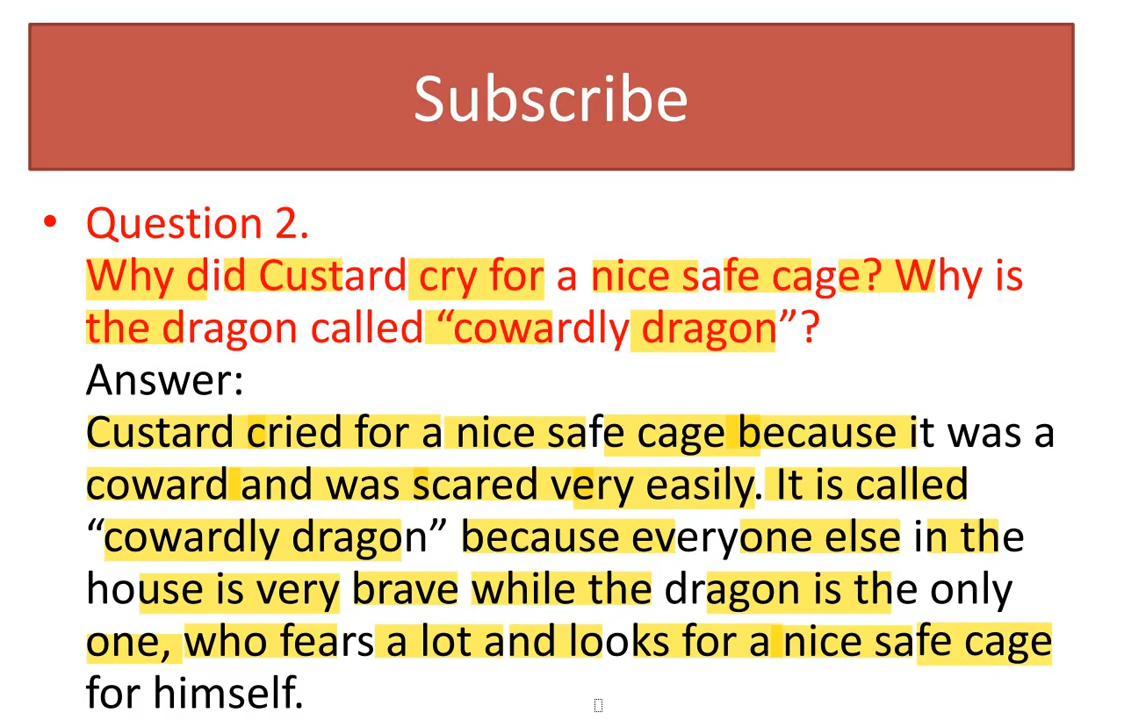 Subscribe
• Question 2.
Why did Custard cry for a nice safe cage? Why is
the dragon called “cowardly dragon”?
Answer:
Custard cried for a nice safe cage because it was a
coward and was scared very easily. It is called
“cowardly dragon” because everyone else in the
house is very brave while the dragon is the only
one, who fears a lot and looks for a nice safe cage
for himself.